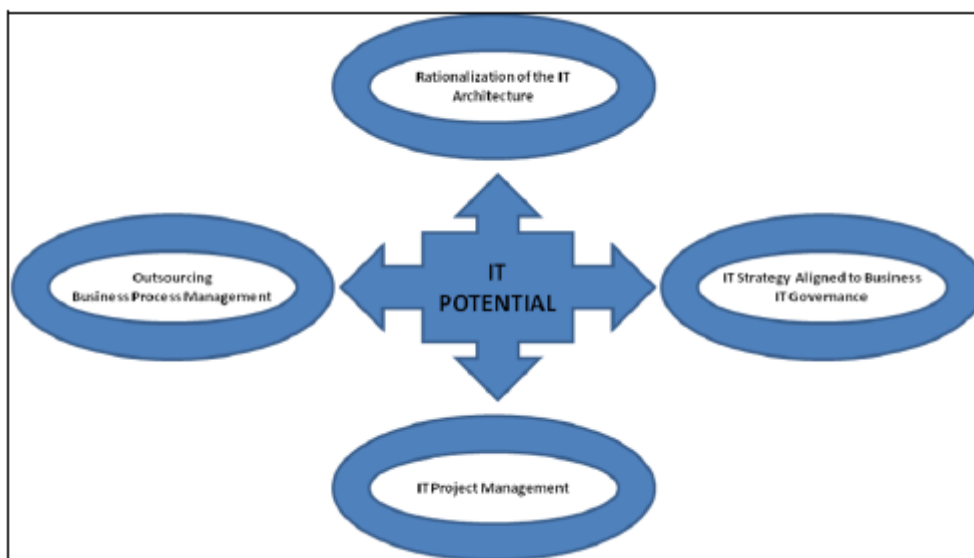 Rationalization of the IT
Architecture
Outsourcing
Business Process Management
IT
POTENTIAL
IT Strategy Aligned to Business
IT Governance
IT Project Management